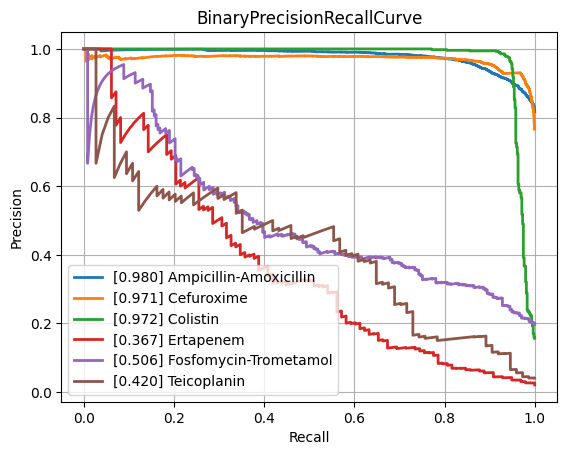 BinaryPrecisionRecallCurve
1.0
0.8
0.6
0.4
0.2
0.0
Precision
[0.980] Ampicillin-Amoxicillin
[0.971] Cefuroxime
[0.972] Colistin
[0.367] Ertapenem
[0.506] Fosfomycin-Trometamol
[0.420] Teicoplanin
0.0 0.2 0.4 0.6 0.8 1.0
Recall